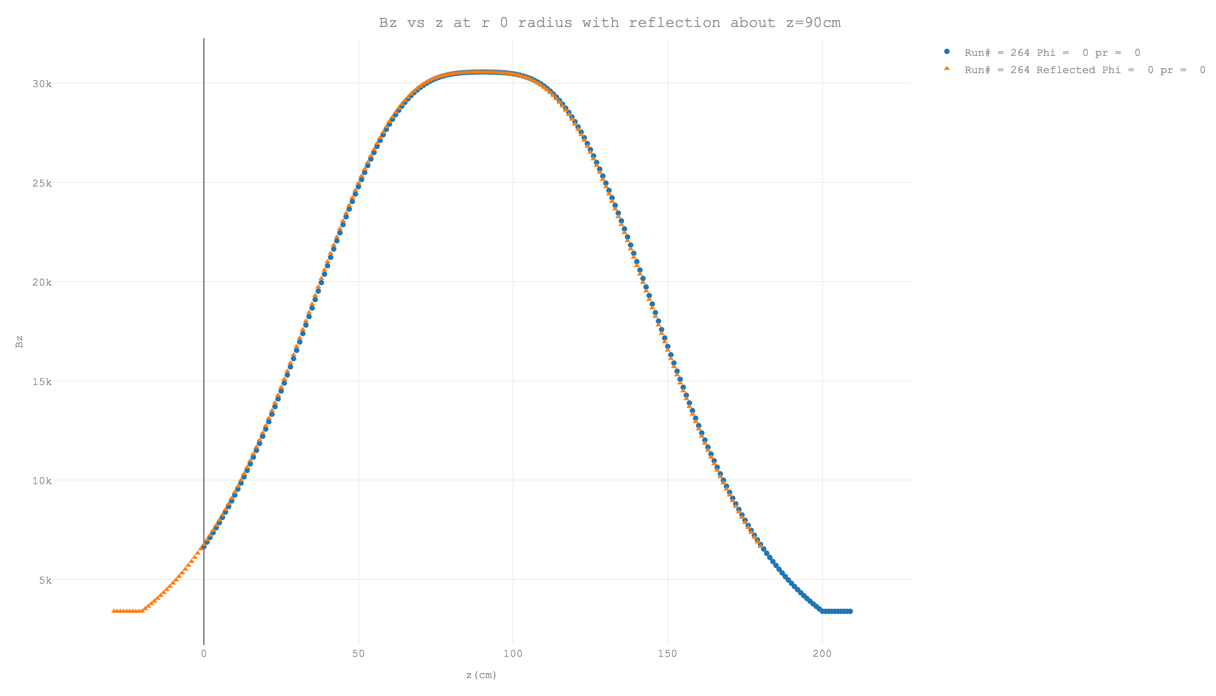 Bz vs z at r 0 radius with reflection about z=90cm
Run# = 264 Phi =  0 pr =  0
Run# = 264 Reflected Phi =  0 pr =  0
30k
25k
20k
15k
10k
5k
Bz
0
50
100
150
200
z(cm)